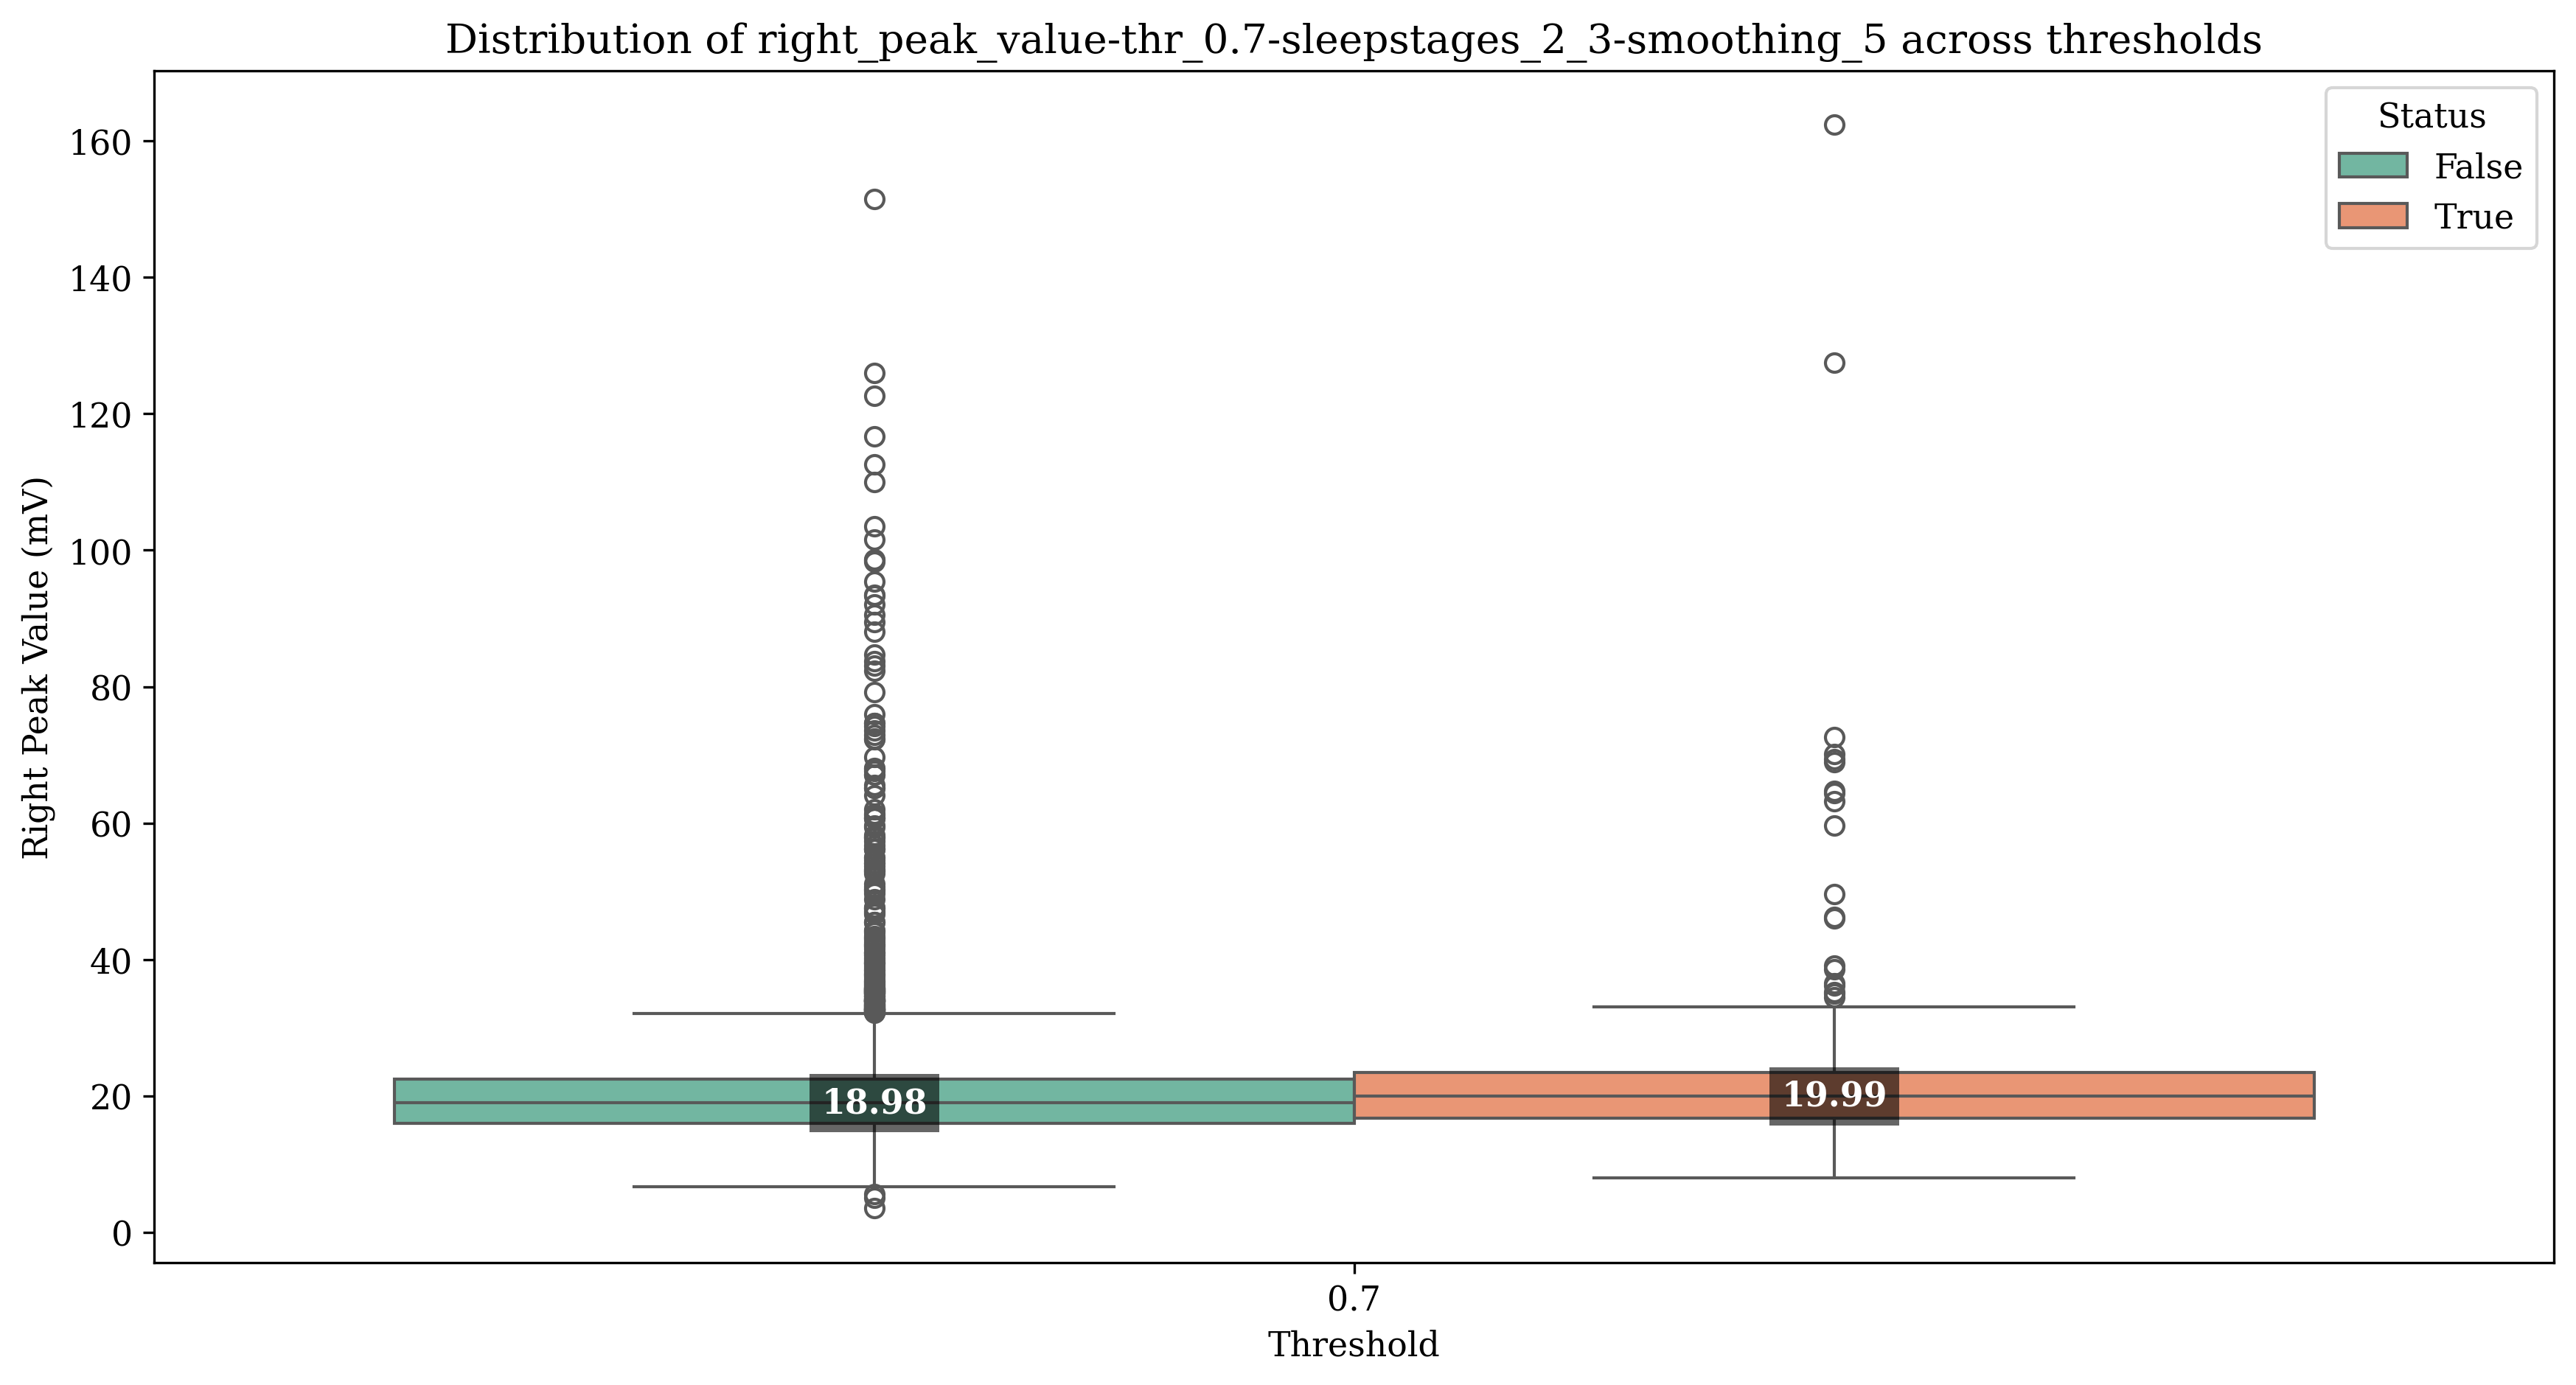 Distribution of right_peak_value-thr_0.7-sleepstages_2_3-smoothing_5 across thresholds
Status
False
True
160
140
120
100
80
60
40
20
0
Right Peak Value (mV)
18.98
19.99
0.7
Threshold